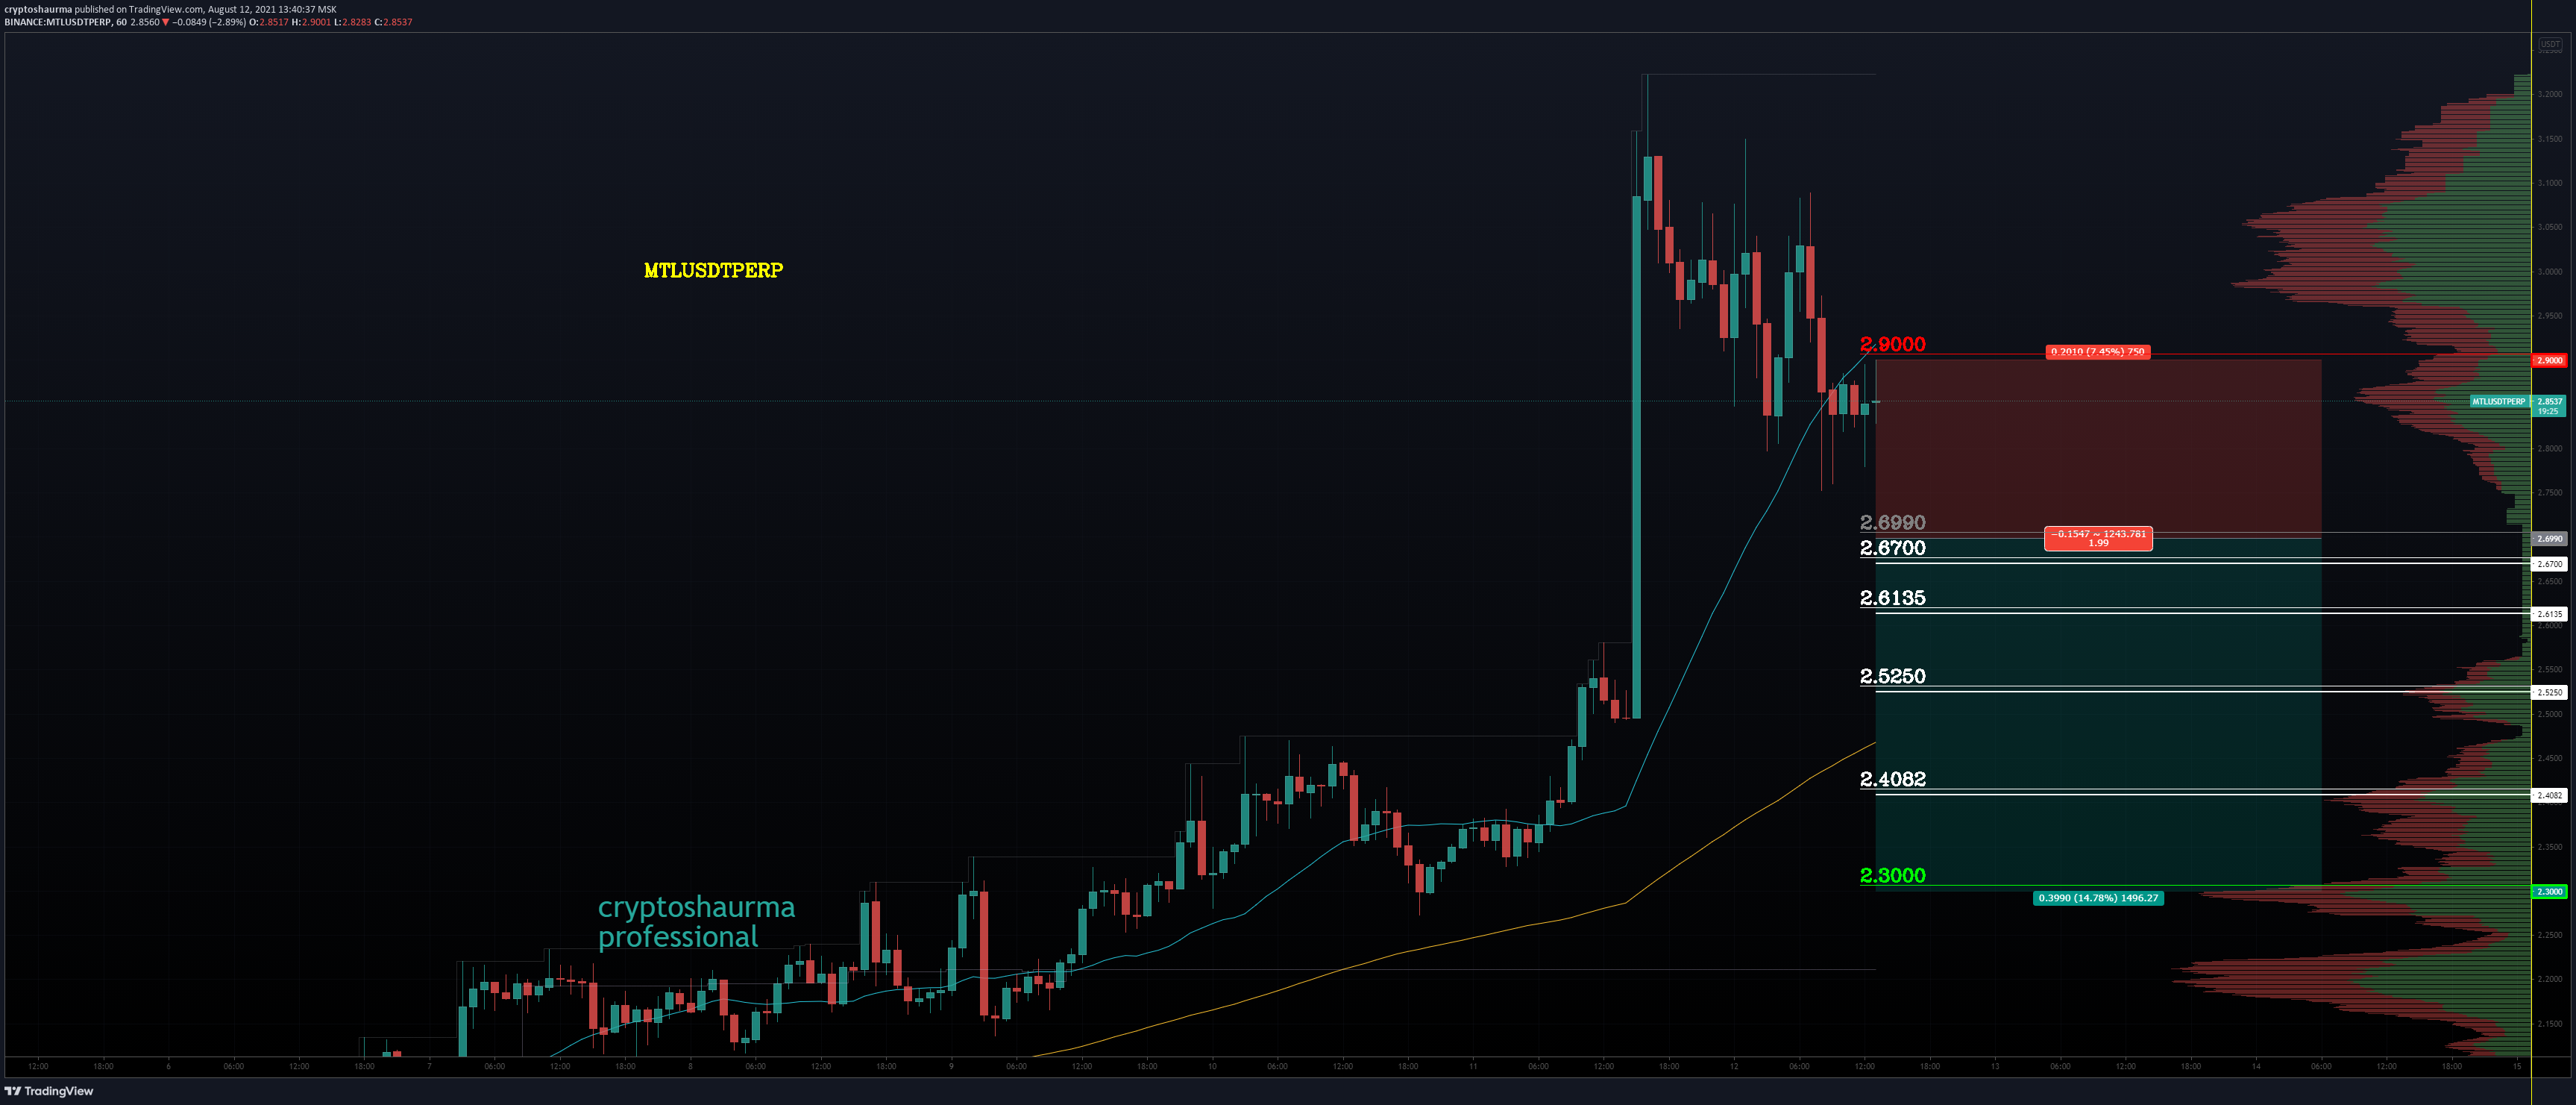 cryptoshaurma published on TradingView.com, August 12, 2021 13:40:37 MSK
BINANCE:MTLUSDTPERP, 60 2.8560 ▼ −0.0849 (−2.89%) O:2.8517 H:2.9001 L:2.8283 C:2.8537
USDT
3.2000
3.1500
3.1000
3.0500
3.0000
2.9500
MTLUSDTPERP
2.9000
0.2010 (7.45%) 750
2.9000
MTLUSDTPERP 2.8537
19:25
2.8000
2.7500
2.6990
−0.1547 ~ 1243.781
1.99
2.6990
2.6700
2.6700
2.6500
2.6135
2.6135
2.6000
2.5500
2.5250
2.5250
2.5000
2.4500
2.4082
2.4082
2.3500
2.3000
2.3000
0.3990 (14.78%) 1496.27
cryptoshaurma
professional
2.2500
2.2000
2.1500
12:00 18:00 6 06:00 12:00 18:00 7 06:00 12:00 18:00 8 06:00 12:00 18:00 9 06:00 12:00 18:00 10 06:00 12:00 18:00 11 06:00 12:00 18:00 12 06:00 12:00 18:00 13 06:00 12:00 18:00 14 06:00 12:00 18:00 15
TradingView